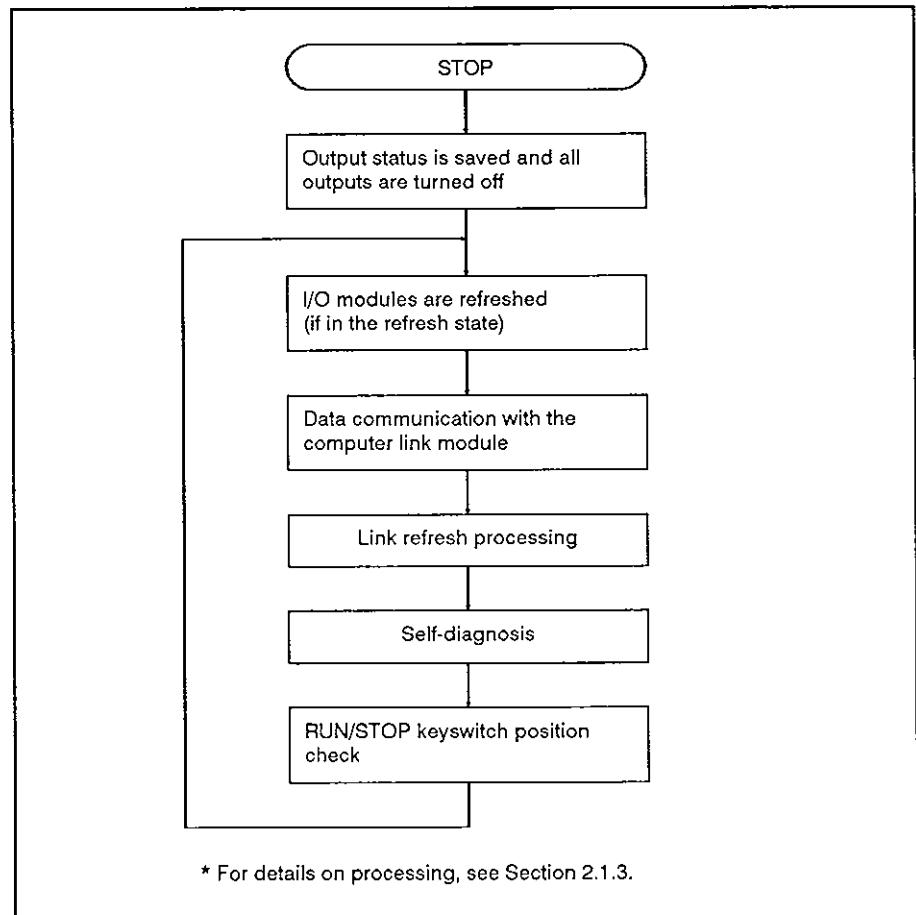 STOP
Output status is saved and all
outputs are turned off
I/O modules are refreshed
(if in the refresh state)
Data communication with the
computer link module
Link refresh processing
Self-diagnosis
RUN/STOP keyswitch position
check
* For details on processing, see Section 2.1.3.